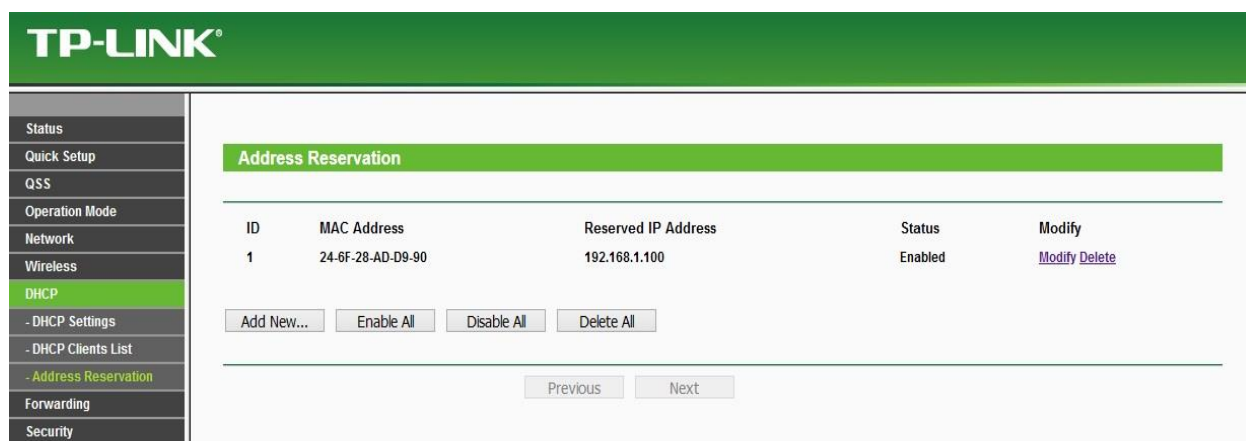 TP-LINK®
Status
Quick Setup
QSS
Operation Mode
Network
Wireless
DHCP
- DHCP Settings
- DHCP Clients List
- Address Reservation
Forwarding
Security
Address Reservation
ID MAC Address Reserved IP Address Status Modify
1 24-6F-28-AD-D9-90 192.168.1.100 Enabled Modify Delete
Add New... Enable All Disable All Delete All
Previous Next